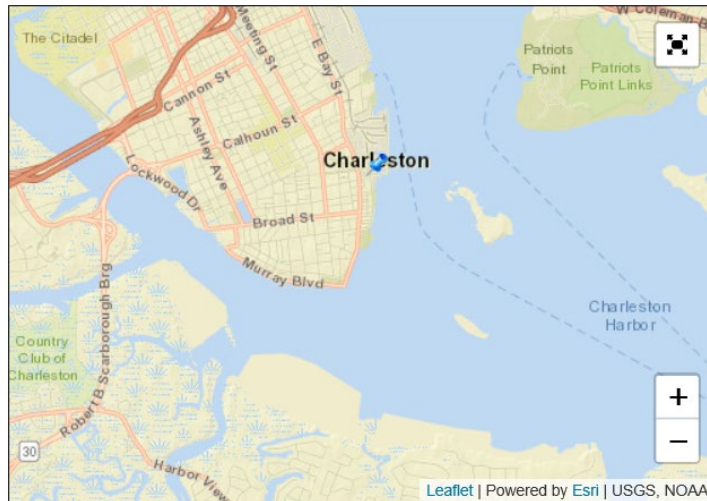 The Citadel
Meeting St
E Bay St
W Coleman B
Patriots
Point
Patriots
Point Links
Cannon St
Ashley Ave
Calhoun St
Charleston
Lockwood Dr
Broad St
Murray Blvd
Charleston
Harbor
Country
Club of
Charleston
Robert B Scarborough Brg
30
Harbor View
+
−
Leaflet | Powered by Esri | USGS, NOAA